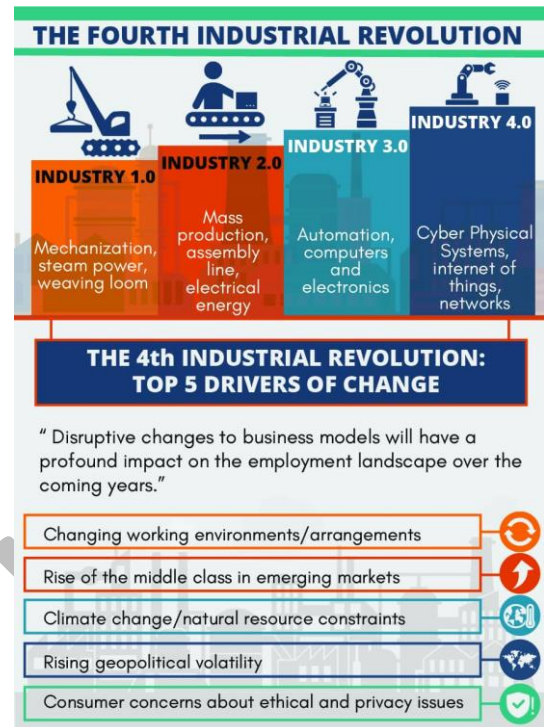 THE FOURTH INDUSTRIAL REVOLUTION
INDUSTRY 1.0
Mechanization,
steam power,
weaving loom
INDUSTRY 2.0
Mass
production,
assembly
line,
electrical
energy
INDUSTRY 3.0
Automation,
computers
and
electronics
INDUSTRY 4.0
Cyber Physical
Systems,
internet of
things,
networks
THE 4th INDUSTRIAL REVOLUTION:
TOP 5 DRIVERS OF CHANGE
“ Disruptive changes to business models will have a
profound impact on the employment landscape over the
coming years.”
Changing working environments/arrangements
Rise of the middle class in emerging markets
Climate change/natural resource constraints
Rising geopolitical volatility
Consumer concerns about ethical and privacy issues